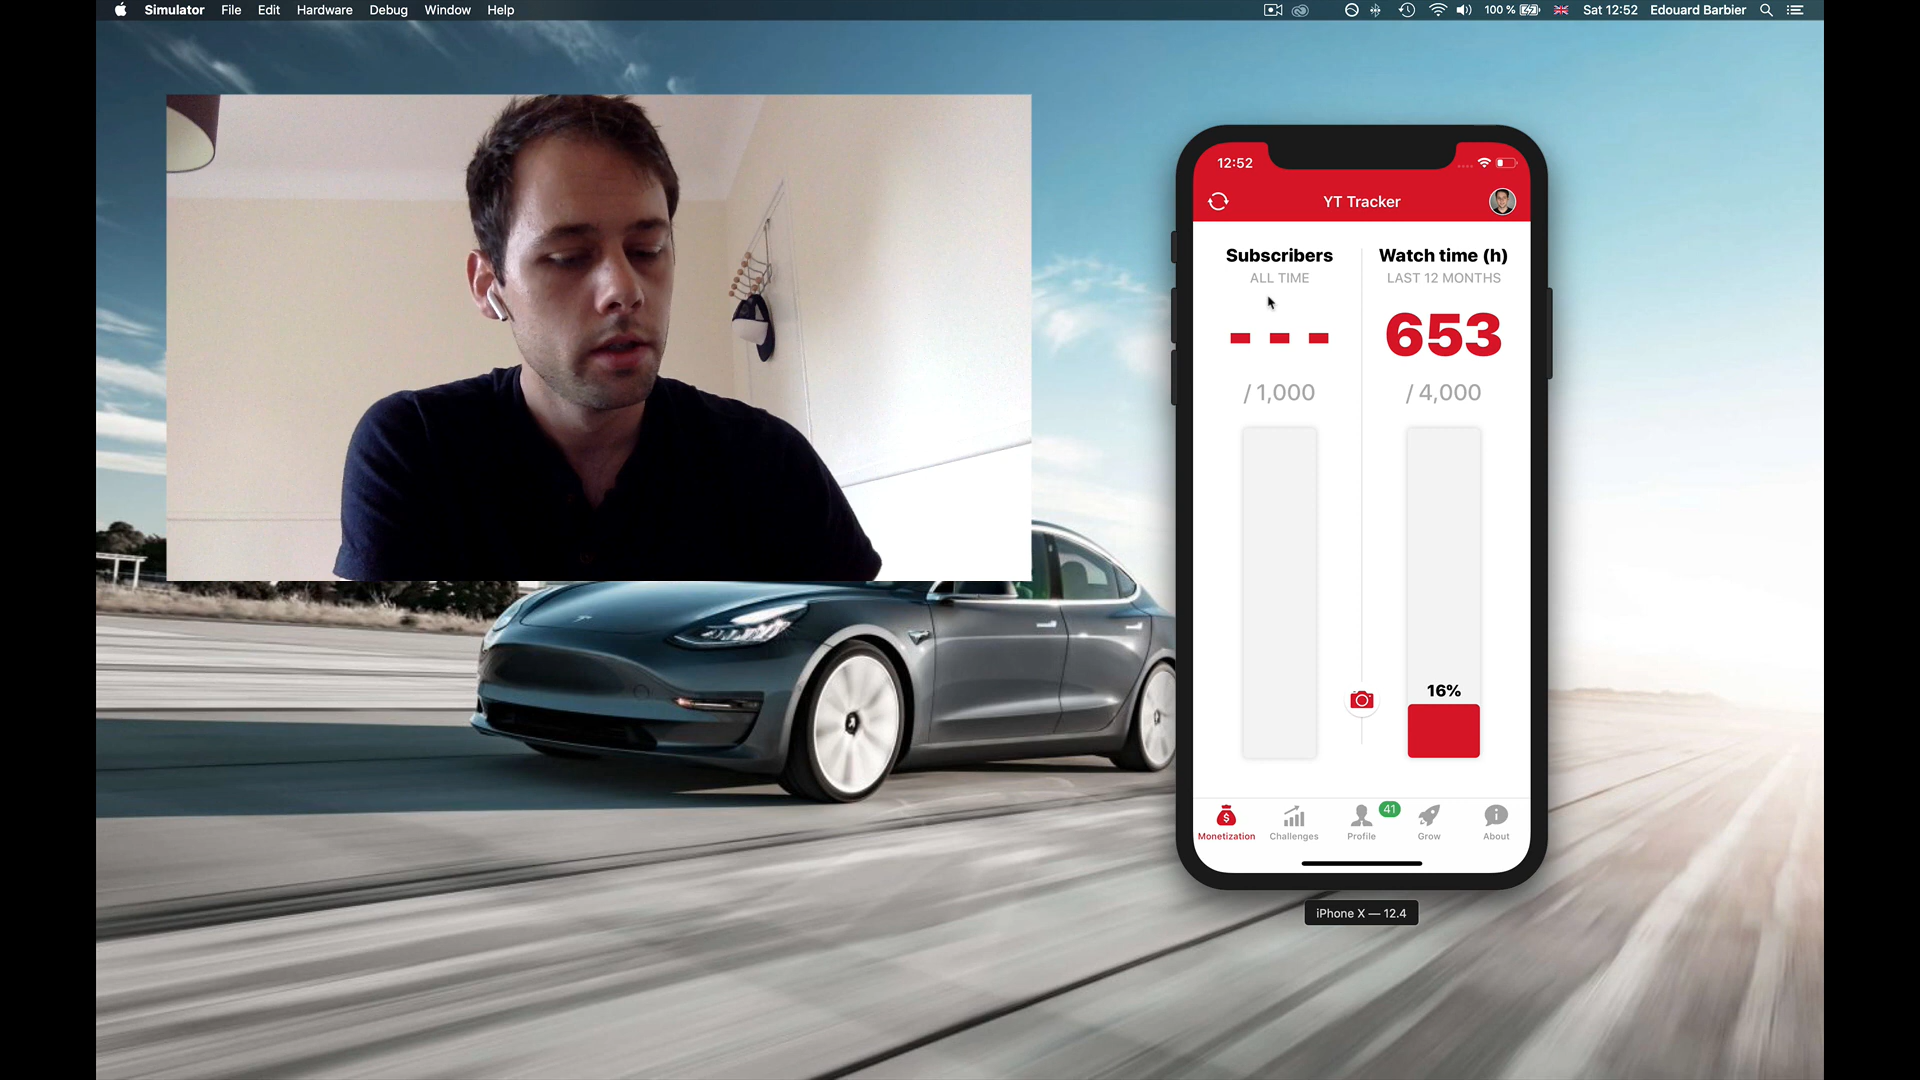 Simulator File Edit Hardware Debug Window Help
100 % Sat 12:52 Edouard Barbier
12:52
YT Tracker
Subscribers
ALL TIME
- - -
/ 1,000
Watch time (h)
LAST 12 MONTHS
653
/ 4,000
16%
41
Monetization Challenges Profile Grow About
iPhone X — 12.4